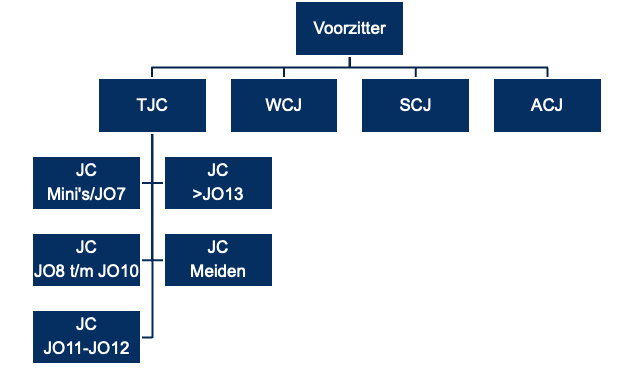 Voorzitter
TJC
WCJ
SCJ
ACJ
JC
Mini's/JO7
JC
>JO13
JC
JO8 t/m JO10
JC
Meiden
JC
JO11-JO12